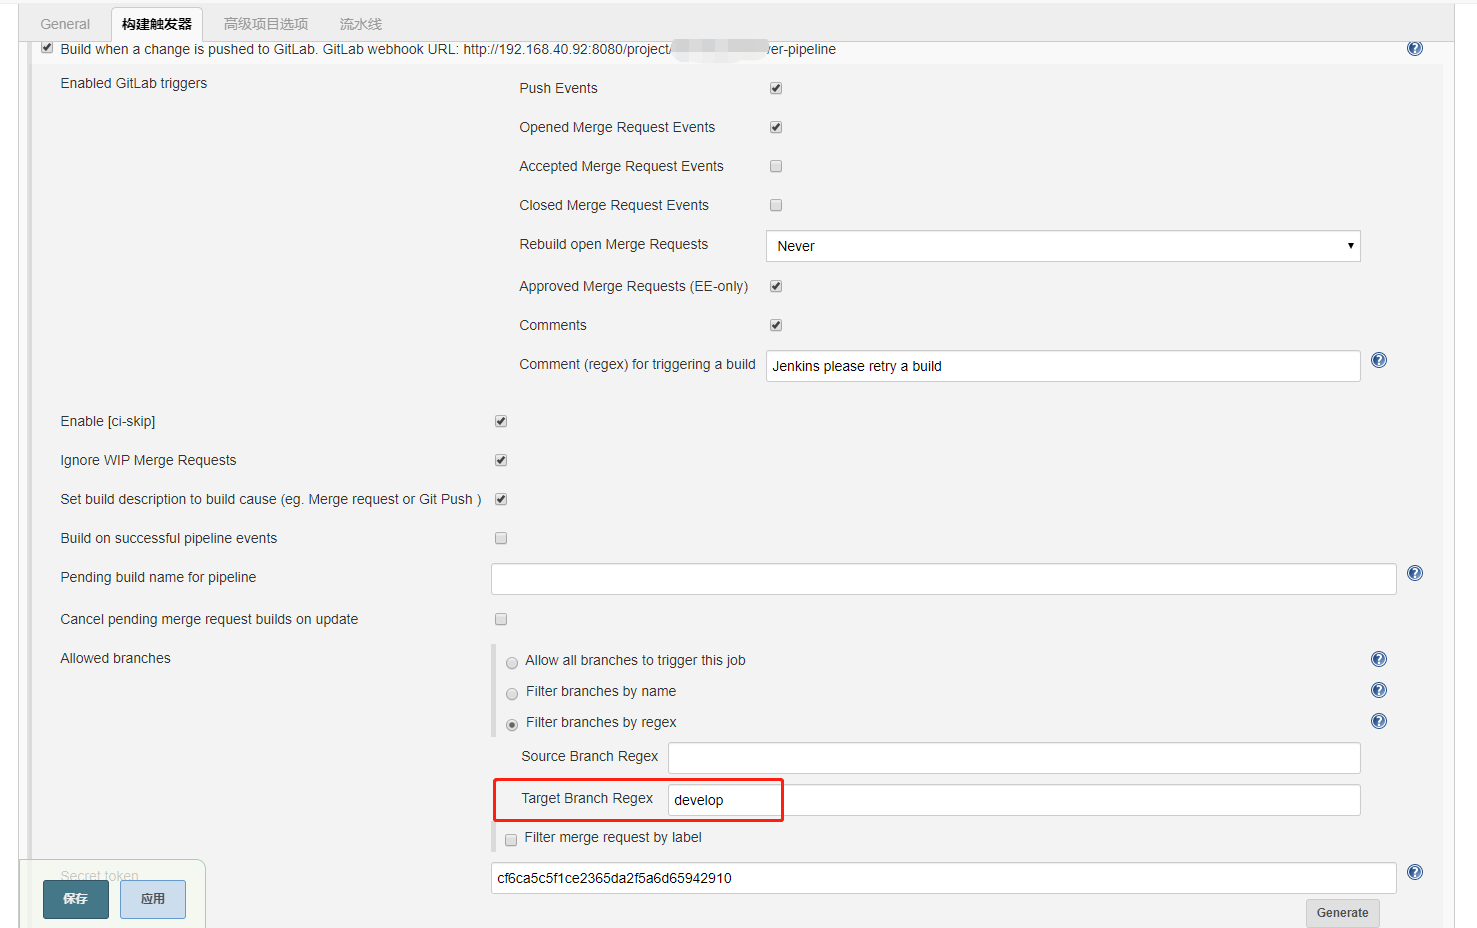 General 构建触发器 高级项目选项 流水线
Build when a change is pushed to GitLab. GitLab webhook URL: http://192.168.40.92:8080/project/ er-pipeline
Enabled GitLab triggers
Push Events
Opened Merge Request Events
Accepted Merge Request Events
Closed Merge Request Events
Rebuild open Merge Requests Never
Approved Merge Requests (EE-only)
Comments
Comment (regex) for triggering a build Jenkins please retry a build
Enable [ci-skip]
Ignore WIP Merge Requests
Set build description to build cause (eg. Merge request or Git Push )
Build on successful pipeline events
Pending build name for pipeline
Cancel pending merge request builds on update
Allowed branches
Allow all branches to trigger this job
Filter branches by name
Filter branches by regex
Source Branch Regex
Target Branch Regex develop
Filter merge request by label
Secret token cf6ca5c5f1ce2365da2f5a6d65942910
保存 应用
Generate